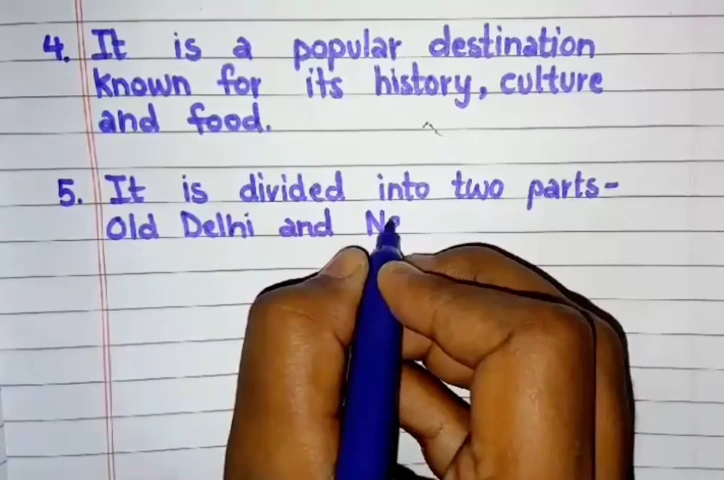 4. It is a popular destination
known for its history, culture
and food.
5. It is divided into two parts-
Old Delhi and Ne